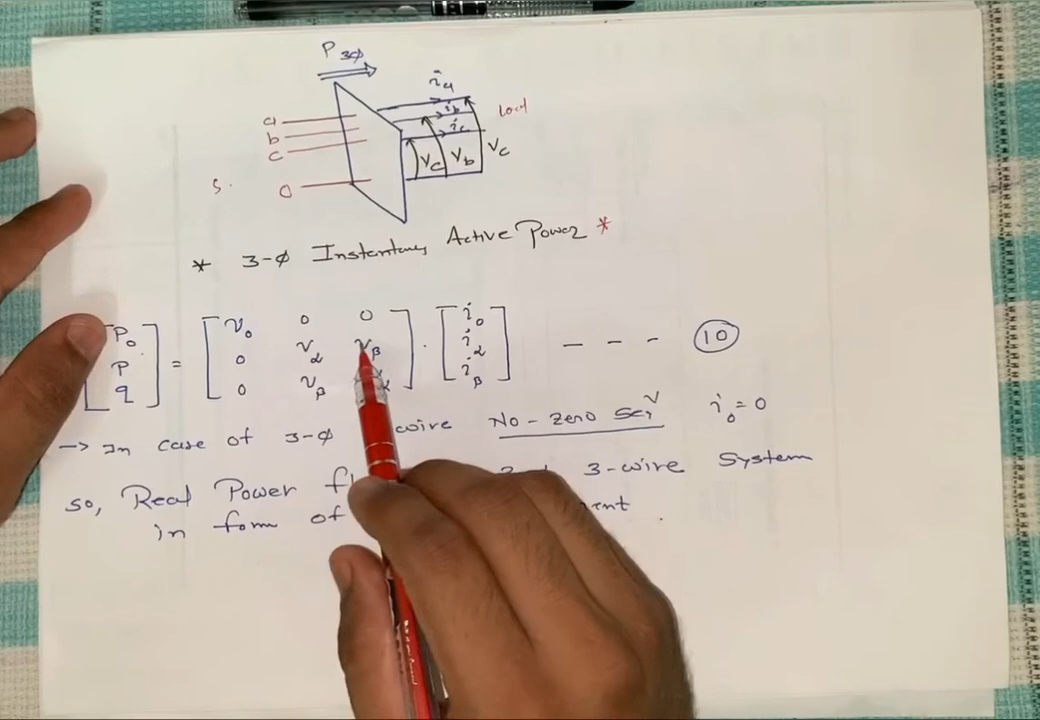 P3φ
ia
a
ib
Load
b
ic
c
Vc Vb Vc
S.
0
* 3-φ Instantaneous Active Power *
[P0 P q] = [v0 0 0 0 vα vβ 0 vβ α] · [i0 iα iβ] - - - 10
→ In case of 3-φ wire No-zero Seq i0=0
so, Real Power 3-wire System
in form of